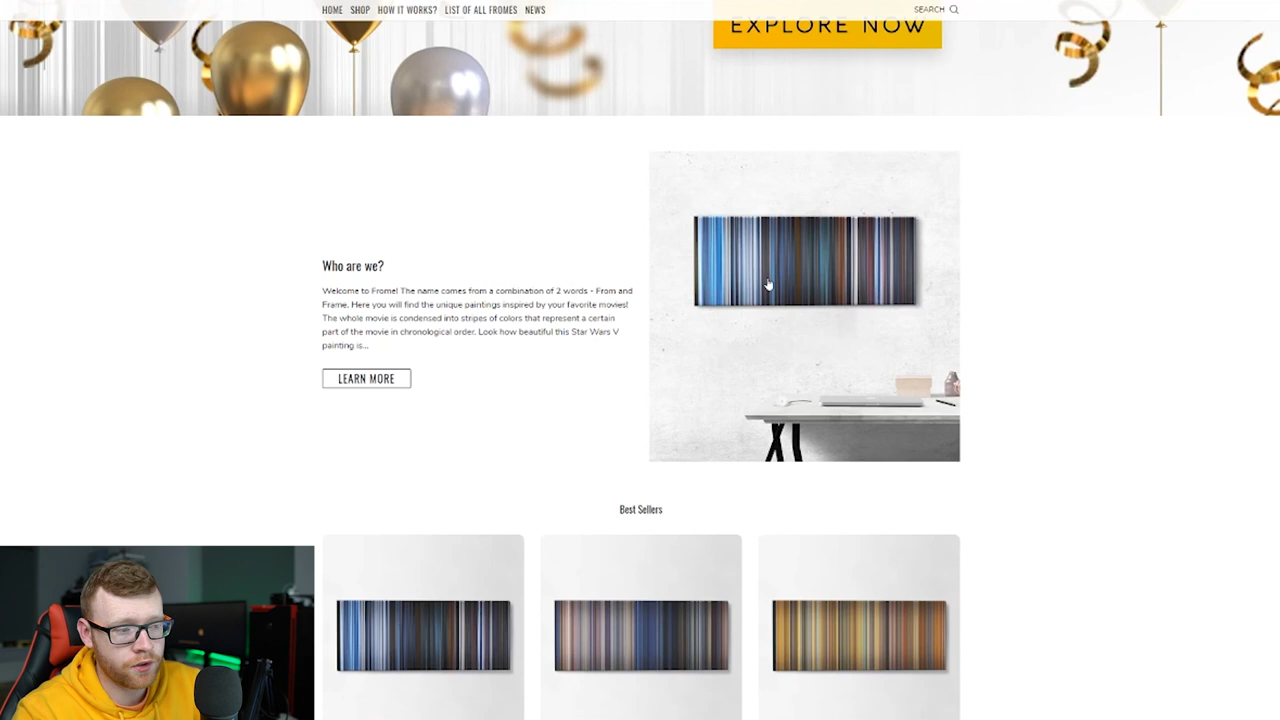 HOME SHOP HOW IT WORKS? LIST OF ALL FROMES NEWS SEARCH
EXPLORE NOW
Who are we?
Welcome to Frome! The name comes from a combination of 2 words - From and
Frame. Here you will find the unique paintings inspired by your favorite movies!
The whole movie is condensed into stripes of colors that represent a certain
part of the movie in chronological order. Look how beautiful this Star Wars V
painting is...
LEARN MORE
Best Sellers